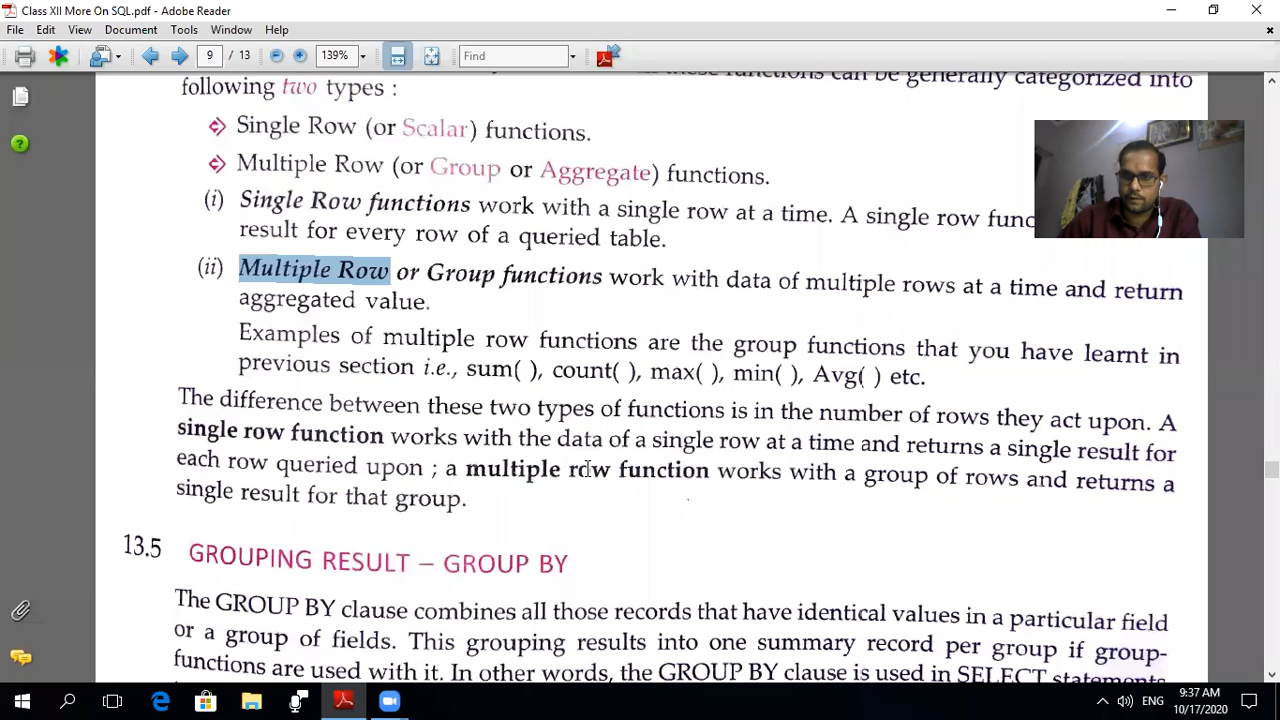 Class XII More On SQL.pdf - Adobe Reader
File Edit View Document Tools Window Help
9 / 13 139% Find
these functions can be generally categorized into
following two types :
Single Row (or Scalar) functions.
Multiple Row (or Group or Aggregate) functions.
(i) Single Row functions work with a single row at a time. A single row func
result for every row of a queried table.
(ii) Multiple Row or Group functions work with data of multiple rows at a time and return
aggregated value.
Examples of multiple row functions are the group functions that you have learnt in
previous section i.e., sum( ), count( ), max( ), min( ), Avg( ) etc.
The difference between these two types of functions is in the number of rows they act upon. A
single row function works with the data of a single row at a time and returns a single result for
each row queried upon ; a multiple row function works with a group of rows and returns a
single result for that group.
13.5 GROUPING RESULT – GROUP BY
The GROUP BY clause combines all those records that have identical values in a particular field
or a group of fields. This grouping results into one summary record per group if group-
functions are used with it. In other words, the GROUP BY clause is used in SELECT statements
ENG
9:37 AM
10/17/2020